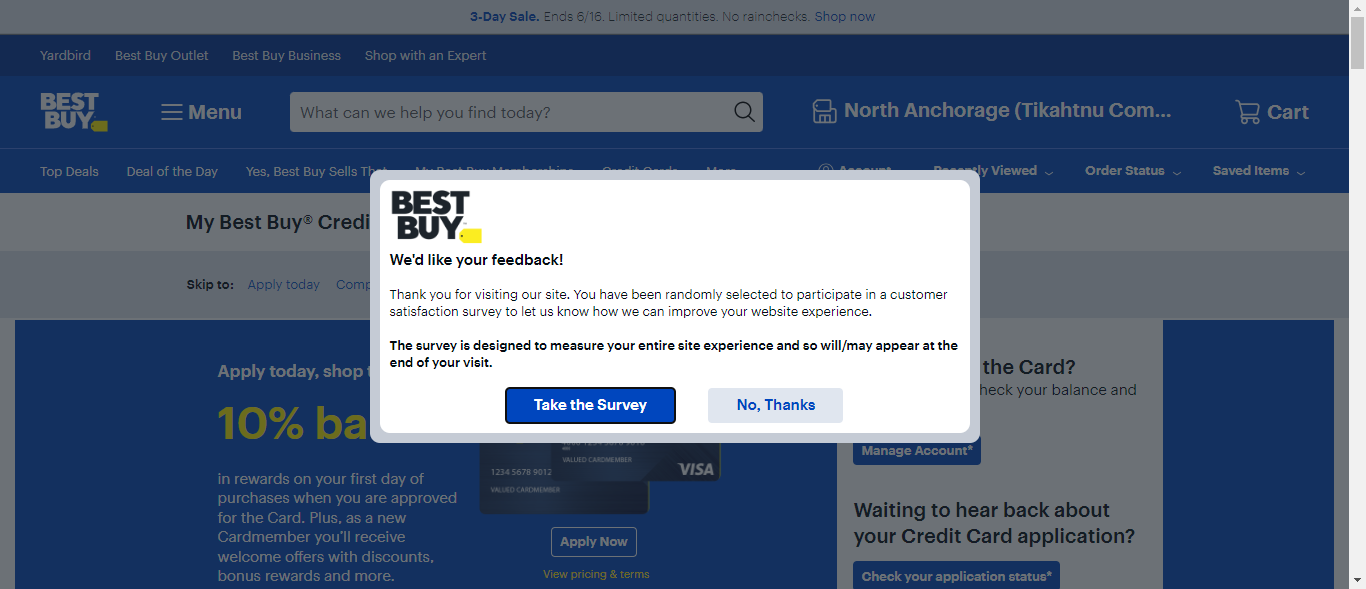 3-Day Sale. Ends 6/16. Limited quantities. No rainchecks. Shop now
Yardbird Best Buy Outlet Best Buy Business Shop with an Expert
BEST
BUY
Menu
What can we help you find today?
North Anchorage (Tikahtnu Com...
Cart
Top Deals Deal of the Day Yes, Best Buy Sells That My Best Buy Memberships Credit Cards More Account Recently Viewed Order Status Saved Items
My Best Buy® Credi
Skip to: Apply today Comp
BEST
BUY
We'd like your feedback!
Thank you for visiting our site. You have been randomly selected to participate in a customer
satisfaction survey to let us know how we can improve your website experience.
The survey is designed to measure your entire site experience and so will/may appear at the
end of your visit.
Take the Survey
No, Thanks
Apply today, shop
10% ba
in rewards on your first day of
purchases when you are approved
for the Card. Plus, as a new
Cardmember you'll receive
welcome offers with discounts,
bonus rewards and more.
VALUED CARDMEMBER
VISA
1234 5678 9012
VALUED CARDMEMBER
Apply Now
View pricing & terms
the Card?
heck your balance and
Manage Account*
Waiting to hear back about
your Credit Card application?
Check your application status*